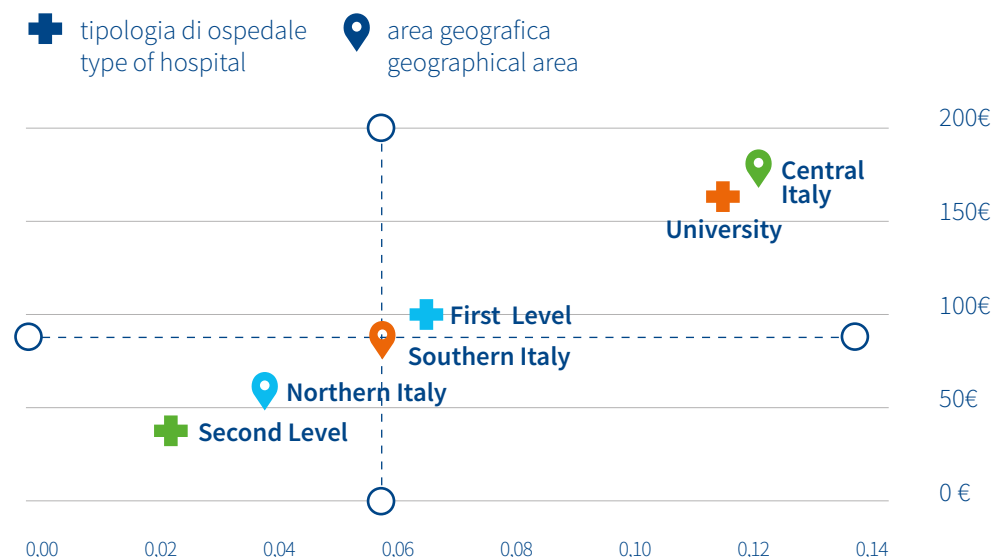 tipologia di ospedale
type of hospital
area geografica
geographical area
200€
Central
Italy
150€
University
100€
First Level
Southern Italy
Northern Italy
50€
Second Level
0 €
0,00 0,02 0,04 0,06 0,08 0,10 0,12 0,14